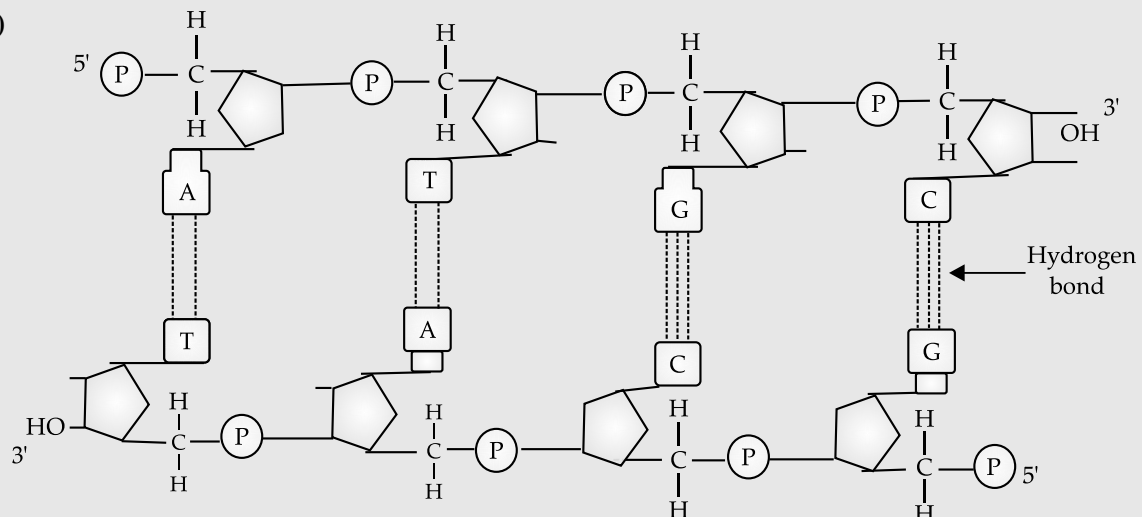 )
H H H H
5' P C P C P C P C 3'
OH
H H H H
A T G C
Hydrogen
bond
T A C G
H H H H
HO C P C P C P C P 5'
3'
H H H H